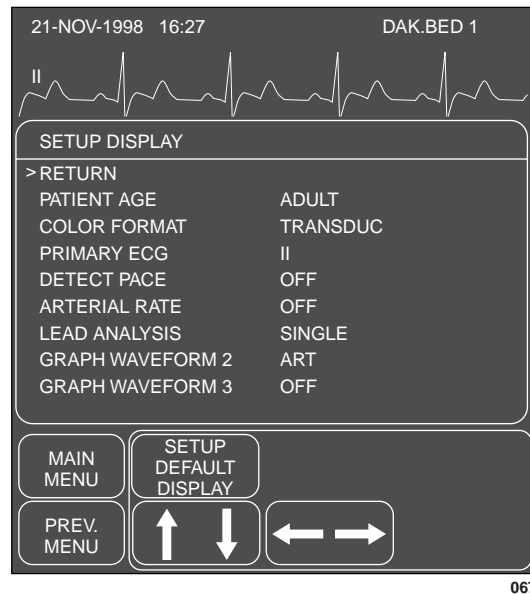 21-NOV-1998 16:27 DAK.BED 1
II
SETUP DISPLAY
> RETURN
PATIENT AGE ADULT
COLOR FORMAT TRANSDUC
PRIMARY ECG II
DETECT PACE OFF
ARTERIAL RATE OFF
LEAD ANALYSIS SINGLE
GRAPH WAVEFORM 2 ART
GRAPH WAVEFORM 3 OFF
MAIN
MENU
SETUP
DEFAULT
DISPLAY
PREV.
MENU